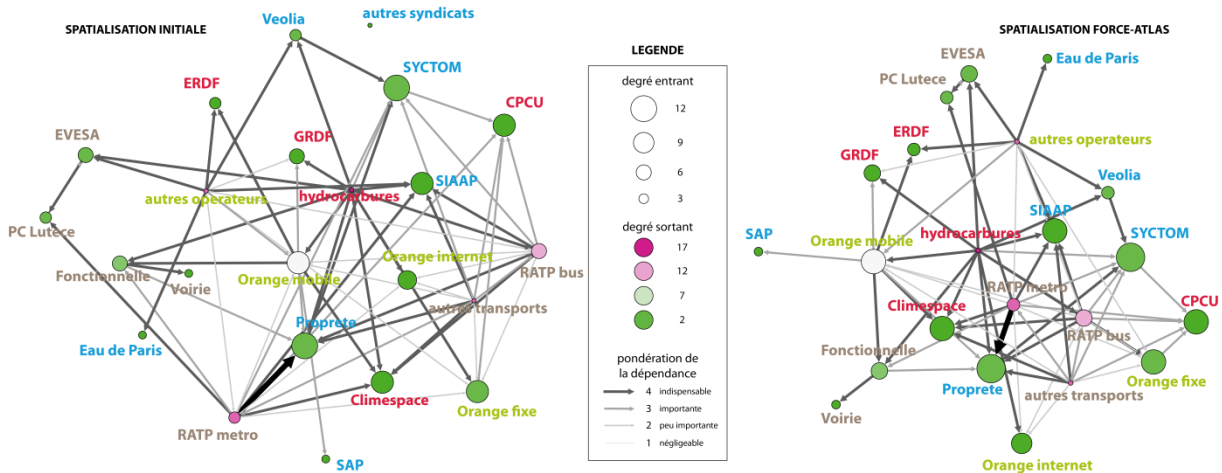 SPATIALISATION INITIALE
Veolia
autres syndicats
SYCTOM
ERDF
CPCU
EVESA
GRDF
SIAAP
autres operateurs
hydrocarbures
PC Lutece
Fonctionnelle
Voirie
Orange mobile
Orange internet
RATP bus
autres transports
Eau de Paris
Proprete
Climespace
Orange fixe
RATP metro
SAP
LEGENDE
degré entrant
12
9
6
3
degré sortant
17
12
7
2
pondération de
la dépendance
4 indispensable
3 importante
2 peu importante
1 négligeable
SPATIALISATION FORCE-ATLAS
EVESA
Eau de Paris
PC Lutece
ERDF
autres operateurs
GRDF
Veolia
SIAAP
SAP
Orange mobile
hydrocarbures
SYCTOM
RATP metro
Climespace
CPCU
RATP bus
Fonctionnelle
Proprete
Orange fixe
autres transports
Voirie
Orange internet